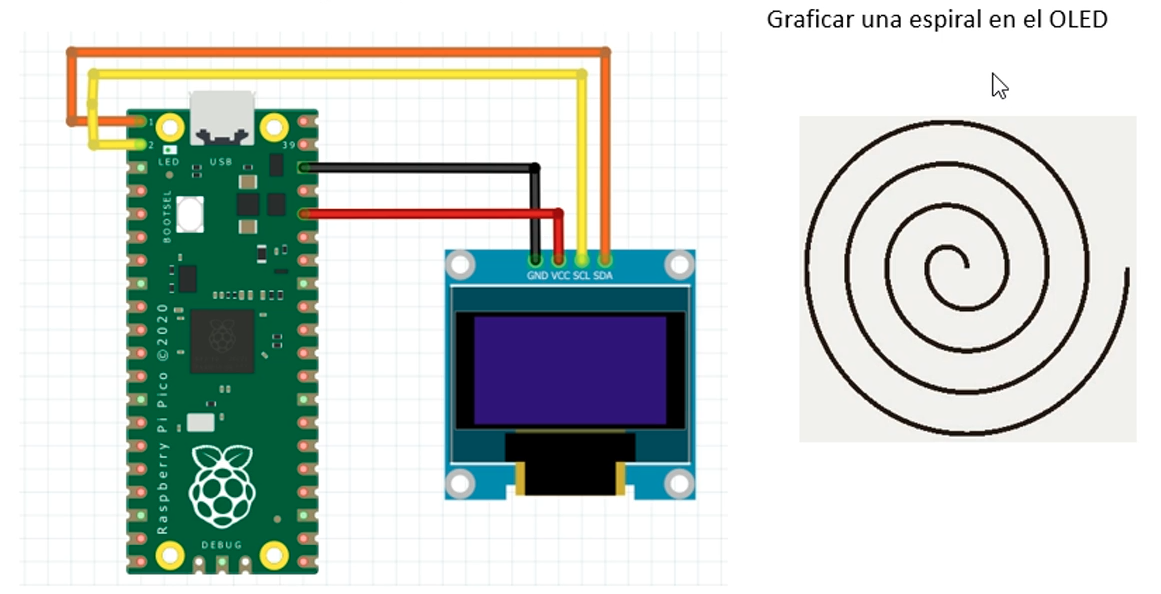 Graficar una espiral en el OLED
1
2
39
LED
USB
BOOTSEL
Raspberry Pi Pico ©2020
DEBUG
GND VCC SCL SDA